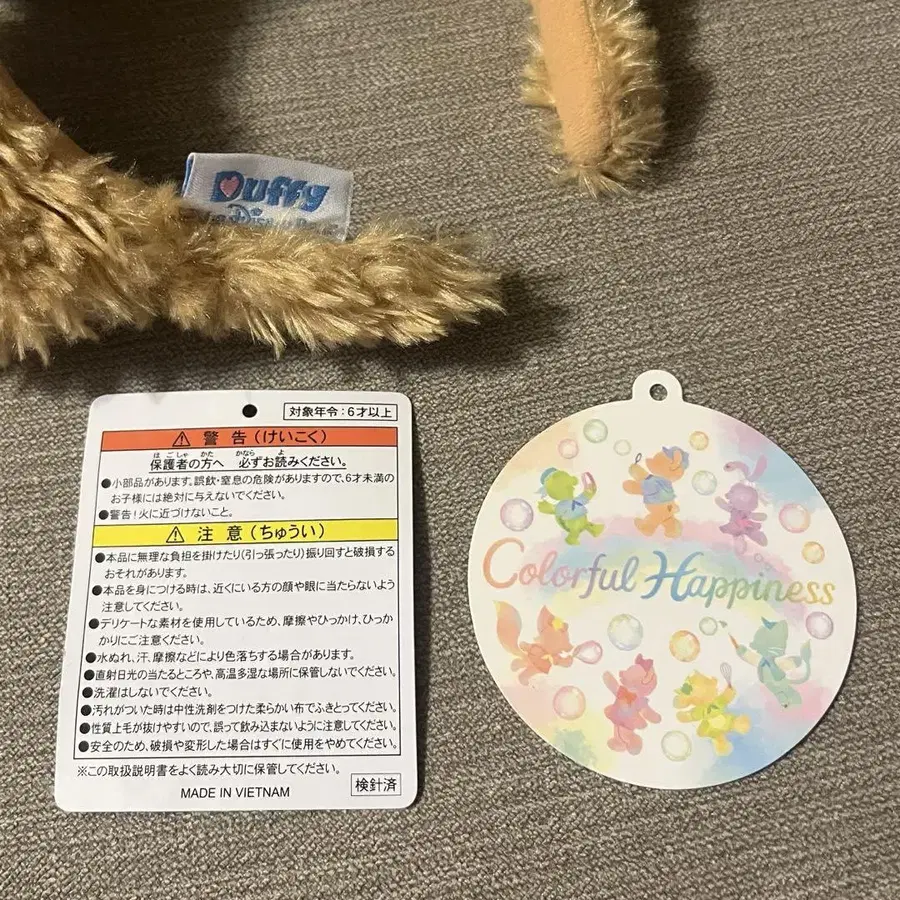 Duffy
対象年令：6才以上
⚠ 警告（けいこく）
保護者の方へ 必ずお読みください。
ほごしゃ かた かなら よ
●小部品があります。誤飲・窒息の危険がありますので、6才未満の
お子様には絶対に与えないでください。
●警告！火に近づけないこと。
⚠ 注意（ちゅうい）
●本品に無理な負担を掛けたり（引っ張ったり）振り回すと破損する
おそれがあります。
●本品を身につける時は、近くにいる方の顔や眼に当たらないよう
注意してください。
●デリケートな素材を使用しているため、摩擦やひっかけ、ひっか
かりにご注意ください。
●水ぬれ、汗、摩擦などにより色落ちする場合があります。
●直射日光の当たるところや、高温多湿な場所に保管しないでください。
●洗濯はしないでください。
●汚れがついた時は中性洗剤をつけた柔らかい布でふきとってください。
●性質上毛が抜けやすいので、誤って飲み込まないように注意してください。
●安全のため、破損や変形した場合はすぐに使用をやめてください。
※この取扱説明書をよく読み大切に保管してください。
MADE IN VIETNAM
検針済
Colorful Happiness